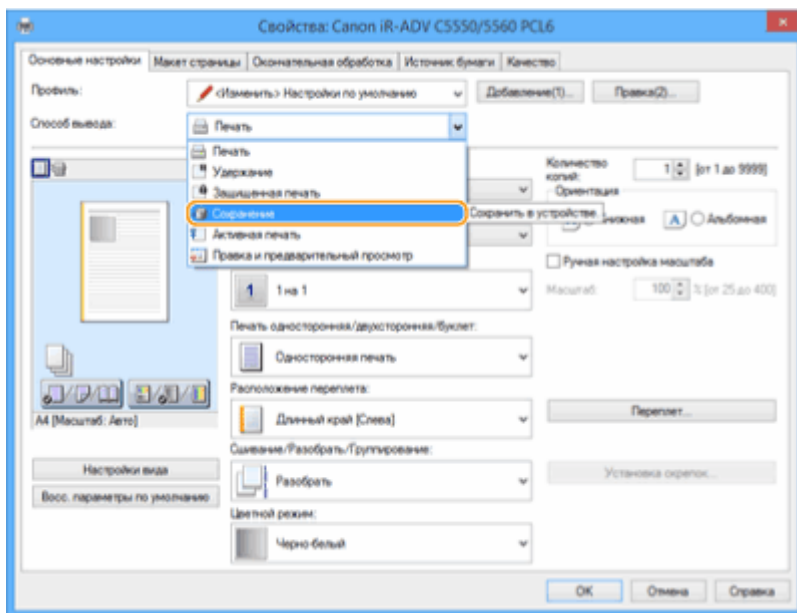 Свойства: Canon iR-ADV C5550/5560 PCL6
Основные настройки Макет страницы Окончательная обработка Источник бумаги Качество
Профиль: <Изменить> Настройки по умолчанию Добавление(1)... Правка(2)...
Способ вывода: Печать
Печать
Удержание
Защищенная печать
Сохранение
Сохранить в устройстве.
Активная печать
Правка и предварительный просмотр
Количество копий: 1 [от 1 до 9999]
Ориентация
A Альбомная
Ручная настройка масштаба
Масштаб: 100 % [от 25 до 400]
1 1 на 1
Печать односторонняя/двухсторонняя/буклет:
Односторонняя печать
Расположение переплета:
A4 [Масштаб: Авто]
Длинный край [Слева] Переплет...
Сшивание/Разобрать/Группирование:
Настройки вида
Разобрать Установка скрепок...
Восс. параметры по умолчанию
Цветной режим:
Черно-белый
OK Отмена Справка